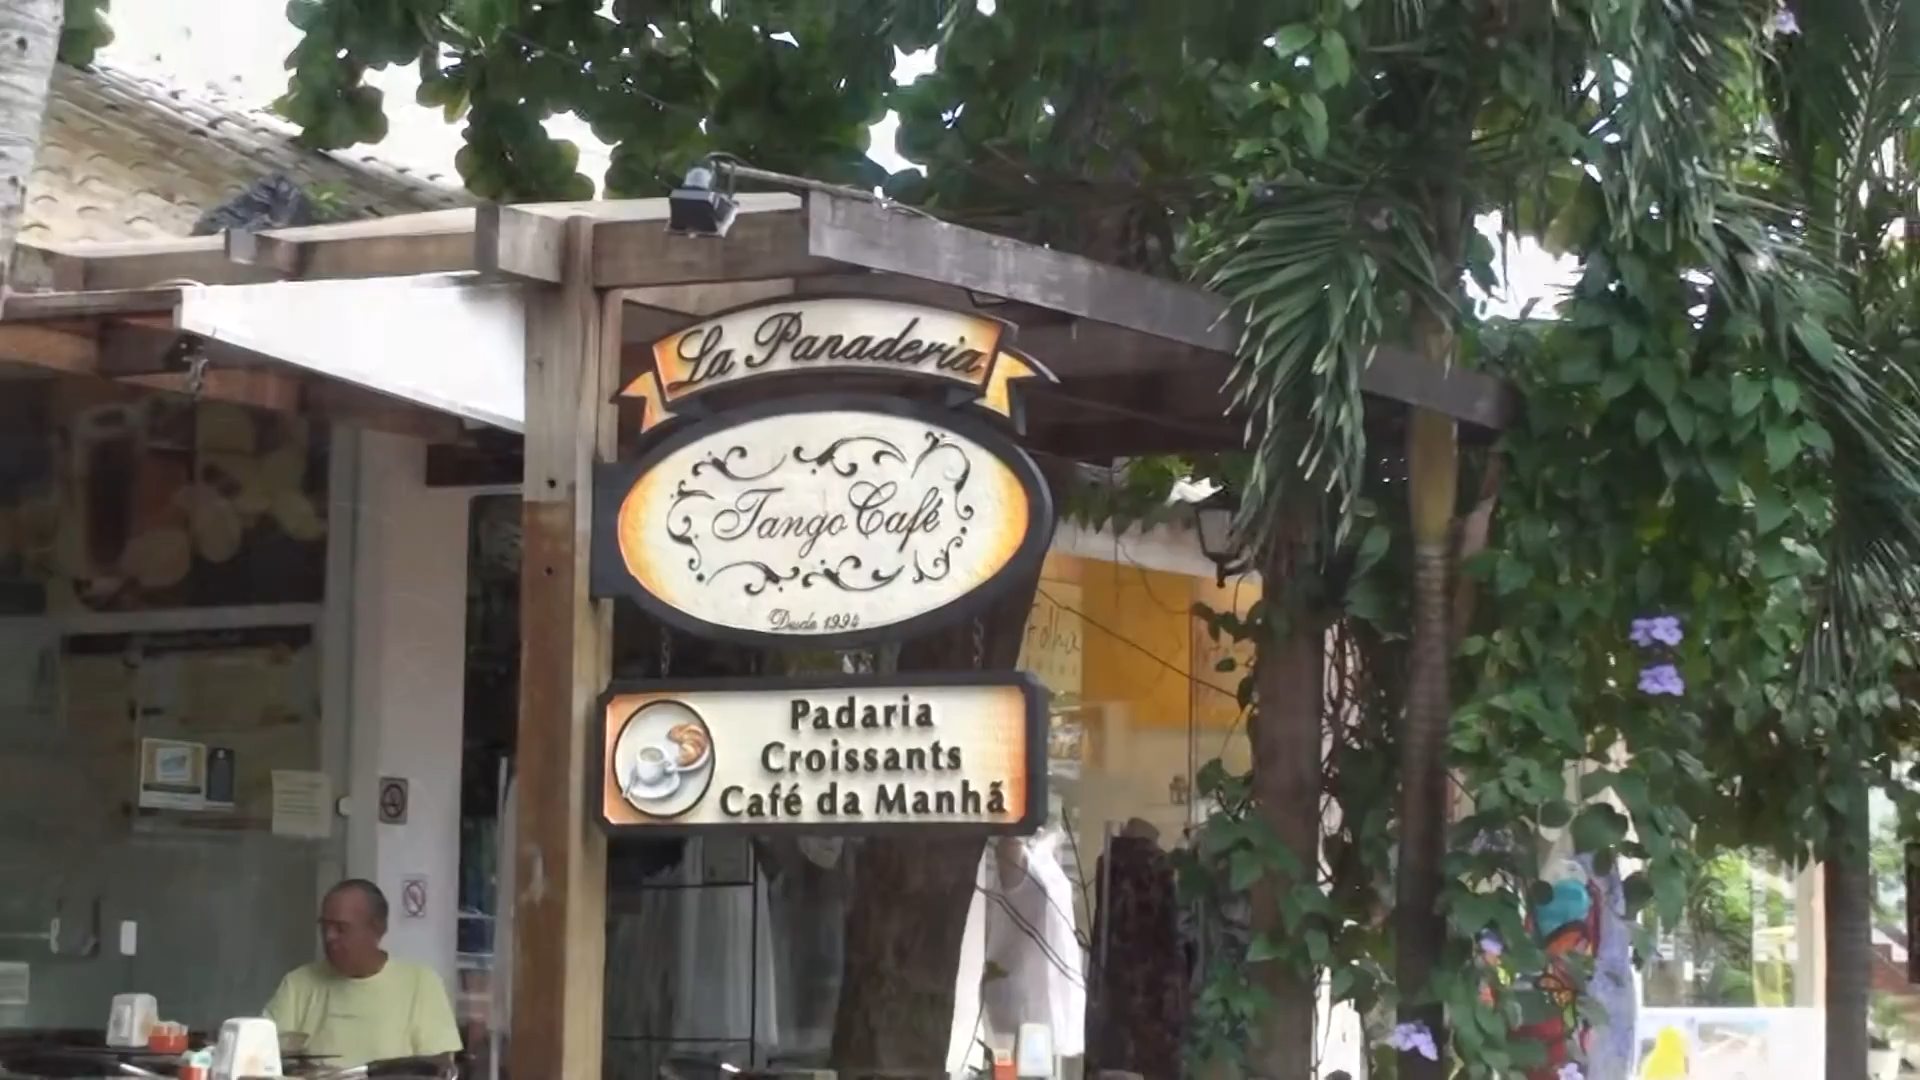 La Panaderia
Tango Café
Desde 1994
Padaria
Croissants
Café da Manhã